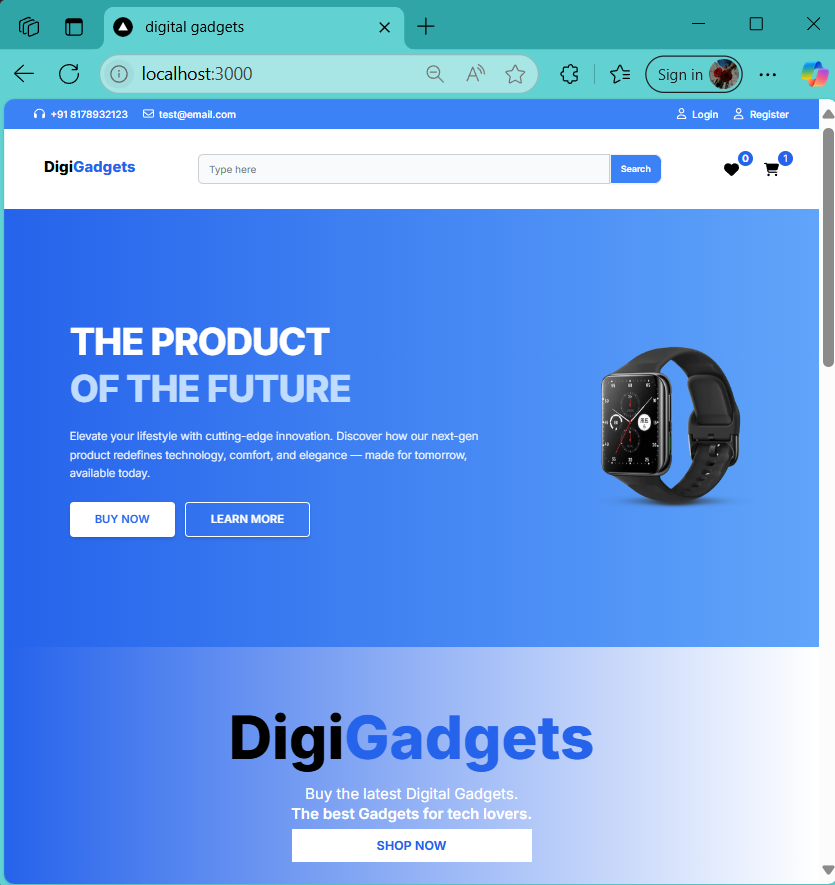 digital gadgets
localhost:3000
Sign in
+91 8178932123 test@email.com Login Register
DigiGadgets Type here Search 0 1
THE PRODUCT
OF THE FUTURE
Elevate your lifestyle with cutting-edge innovation. Discover how our next-gen
product redefines technology, comfort, and elegance — made for tomorrow,
available today.
BUY NOW LEARN MORE
DigiGadgets
Buy the latest Digital Gadgets.
The best Gadgets for tech lovers.
SHOP NOW